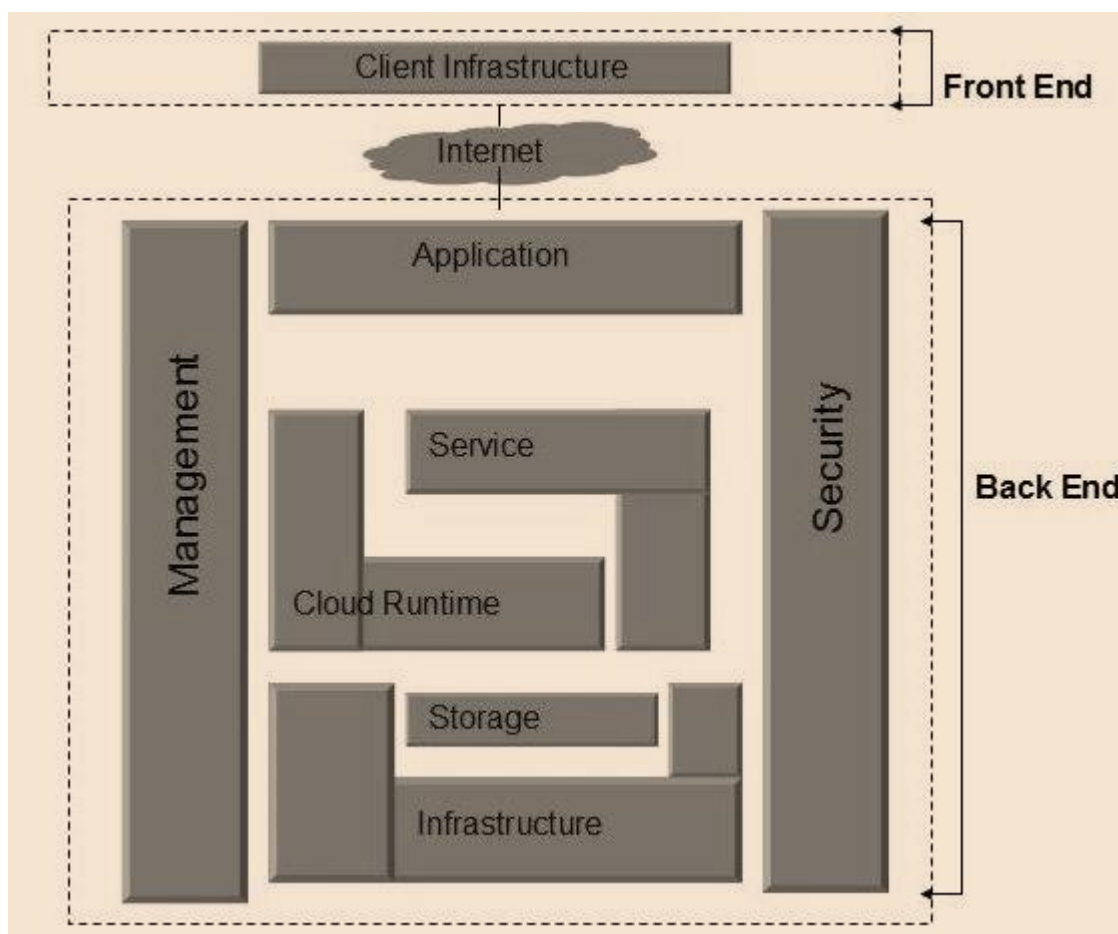 Client Infrastructure
Front End
Internet
Application
Management
Security
Service
Back End
Cloud Runtime
Storage
Infrastructure